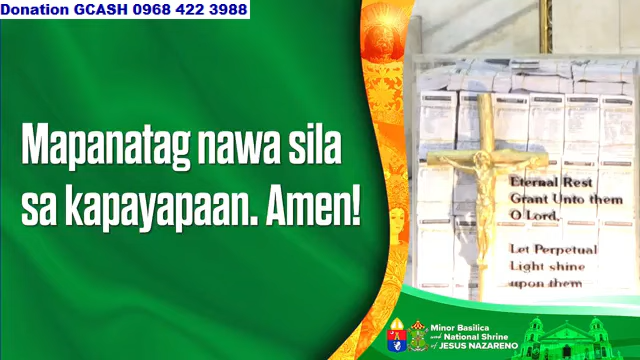 Donation GCASH 0968 422 3988
Mapanatag nawa sila
sa kapayapaan. Amen!
Eternal Rest
Grant Unto them
O Lord,
Let Perpetual
Light shine
upon them
Minor Basilica
and National Shrine
of JESUS NAZARENO